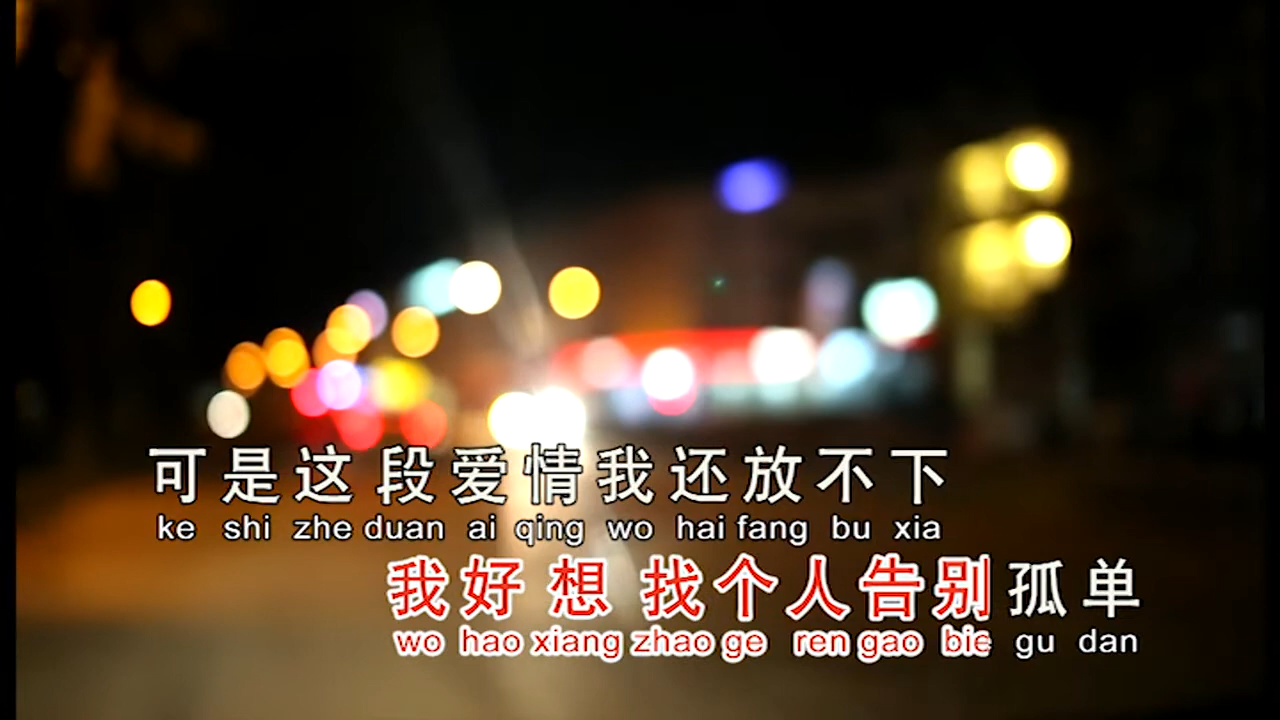 可是这段爱情我还放不下
ke shi zhe duan ai qing wo hai fang bu xia
我好想找个人告别孤单
wo hao xiang zhao ge ren gao bie gu dan